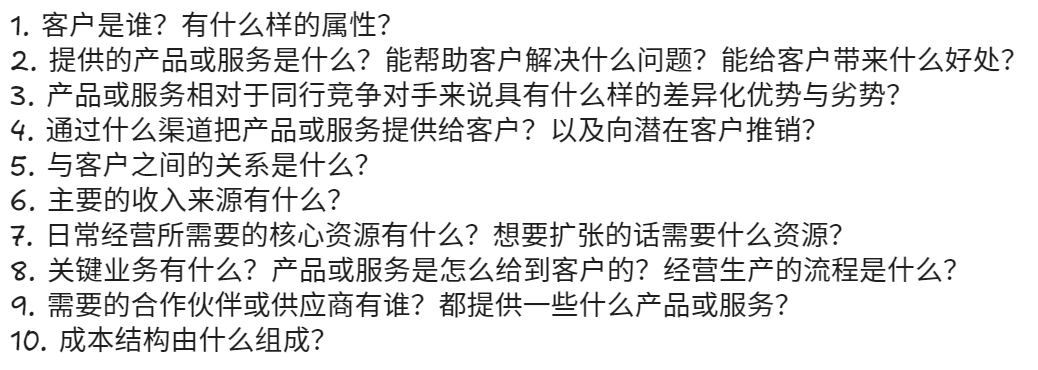 1. 客户是谁？有什么样的属性？
2. 提供的产品或服务是什么？能帮助客户解决什么问题？能给客户带来什么好处？
3. 产品或服务相对于同行竞争对手来说具有什么样的差异化优势与劣势？
4. 通过什么渠道把产品或服务提供给客户？以及向潜在客户推销？
5. 与客户之间的关系是什么？
6. 主要的收入来源有什么？
7. 日常经营所需要的核心资源有什么？想要扩张的话需要什么资源？
8. 关键业务有什么？产品或服务是怎么给到客户的？经营生产的流程是什么？
9. 需要的合作伙伴或供应商有谁？都提供一些什么产品或服务？
10. 成本结构由什么组成？